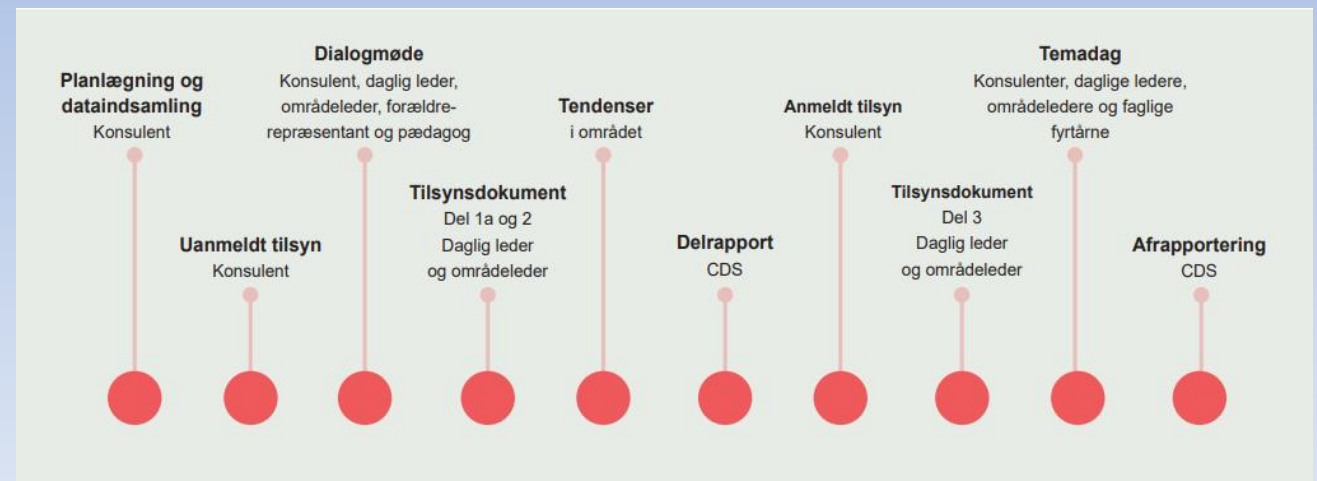 Planlægning og
dataindsamling
Konsulent
Uanmeldt tilsyn
Konsulent
Dialogmøde
Konsulent, daglig leder,
områdeleder, forældre-
repræsentant og pædagog
Tilsynsdokument
Del 1a og 2
Daglig leder
og områdeleder
Tendenser
i området
Delrapport
CDS
Anmeldt tilsyn
Konsulent
Tilsynsdokument
Del 3
Daglig leder
og områdeleder
Temadag
Konsulenter, daglige ledere,
områdeledere og faglige
fyrtårne
Afrapportering
CDS